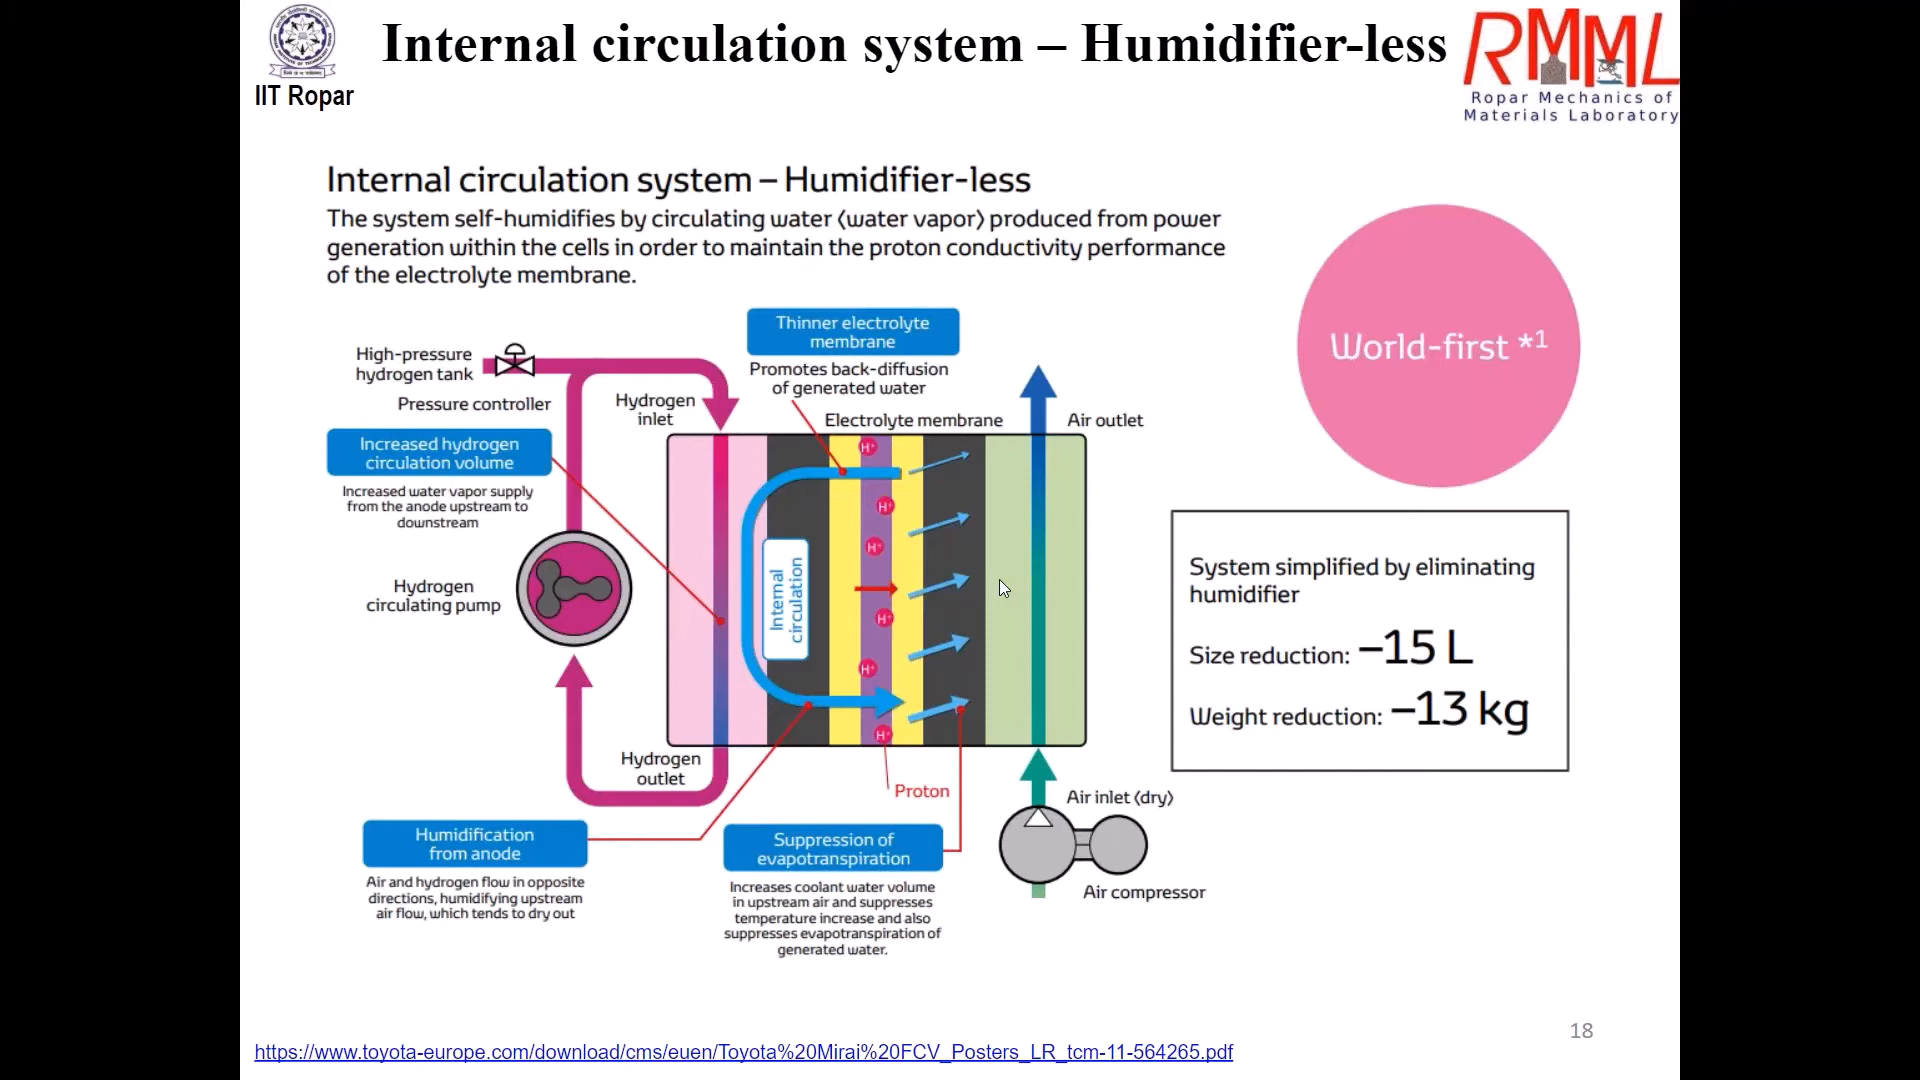 Internal circulation system – Humidifier-less
IIT Ropar
RMML
Ropar Mechanics of
Materials Laboratory
Internal circulation system – Humidifier-less
The system self-humidifies by circulating water (water vapor) produced from power
generation within the cells in order to maintain the proton conductivity performance
of the electrolyte membrane.
World-first *1
Thinner electrolyte
membrane
Promotes back-diffusion
of generated water
High-pressure
hydrogen tank
Pressure controller
Hydrogen
inlet
Electrolyte membrane
Air outlet
Increased hydrogen
circulation volume
Increased water vapor supply
from the anode upstream to
downstream
Hydrogen
circulating pump
Internal
circulation
H+
H+
H+
H+
H+
H+
System simplified by eliminating
humidifier
Size reduction: –15 L
Weight reduction: –13 kg
Hydrogen
outlet
Proton
Air inlet (dry)
Humidification
from anode
Air and hydrogen flow in opposite
directions, humidifying upstream
air flow, which tends to dry out
Suppression of
evapotranspiration
Increases coolant water volume
in upstream air and suppresses
temperature increase and also
suppresses evapotranspiration of
generated water.
Air compressor
18
https://www.toyota-europe.com/download/cms/euen/Toyota%20Mirai%20FCV_Posters_LR_tcm-11-564265.pdf